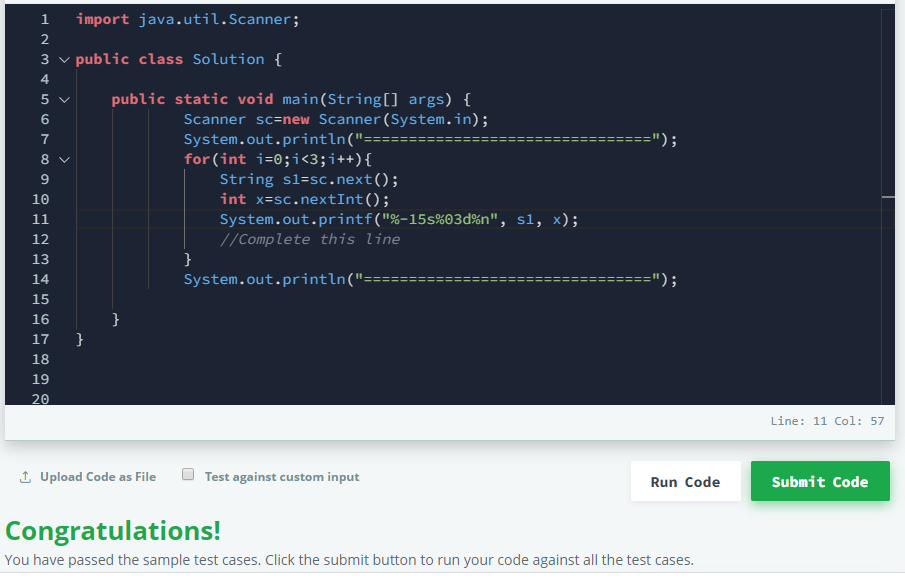 1 import java.util.Scanner;
2
3 public class Solution {
4
5 public static void main(String[] args) {
6 Scanner sc=new Scanner(System.in);
7 System.out.println("================================");
8 for(int i=0;i<3;i++){
9 String s1=sc.next();
10 int x=sc.nextInt();
11 System.out.printf("%-15s%03d%n", s1, x);
12 //Complete this line
13 }
14 System.out.println("================================");
15
16 }
17 }
18
19
20
Line: 11 Col: 57
Upload Code as File Test against custom input Run Code Submit Code
Congratulations!
You have passed the sample test cases. Click the submit button to run your code against all the test cases.